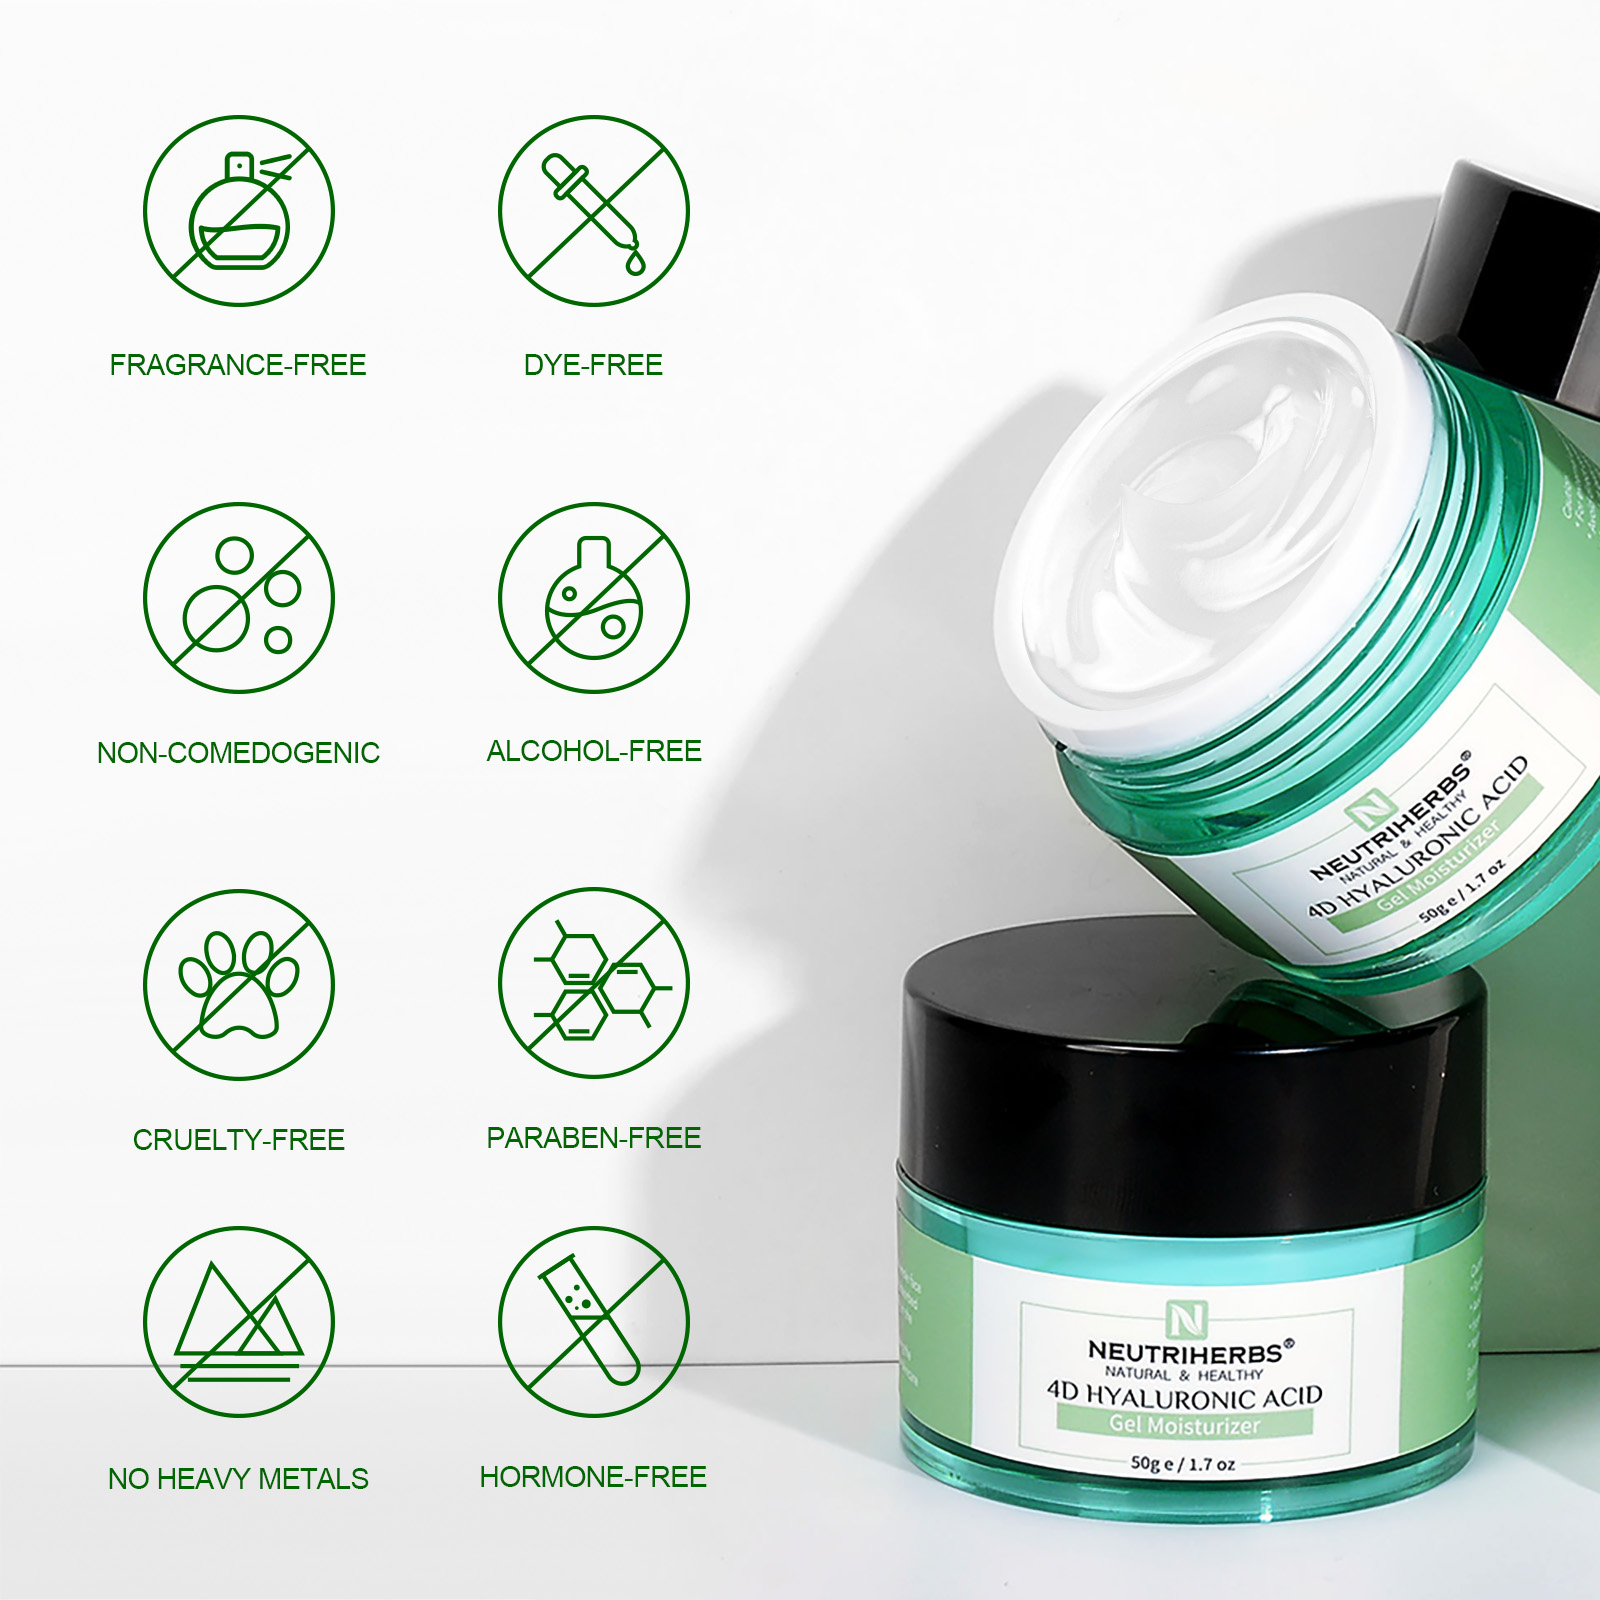 FRAGRANCE-FREE
DYE-FREE
NON-COMEDOGENIC
ALCOHOL-FREE
CRUELTY-FREE
PARABEN-FREE
NO HEAVY METALS
HORMONE-FREE
N
NEUTRIHERBS®
NATURAL & HEALTHY
4D HYALURONIC ACID
Gel Moisturizer
50g e / 1.7 oz
N
NEUTRIHERBS®
NATURAL & HEALTHY
4D HYALURONIC ACID
Gel Moisturizer
50g e / 1.7 oz